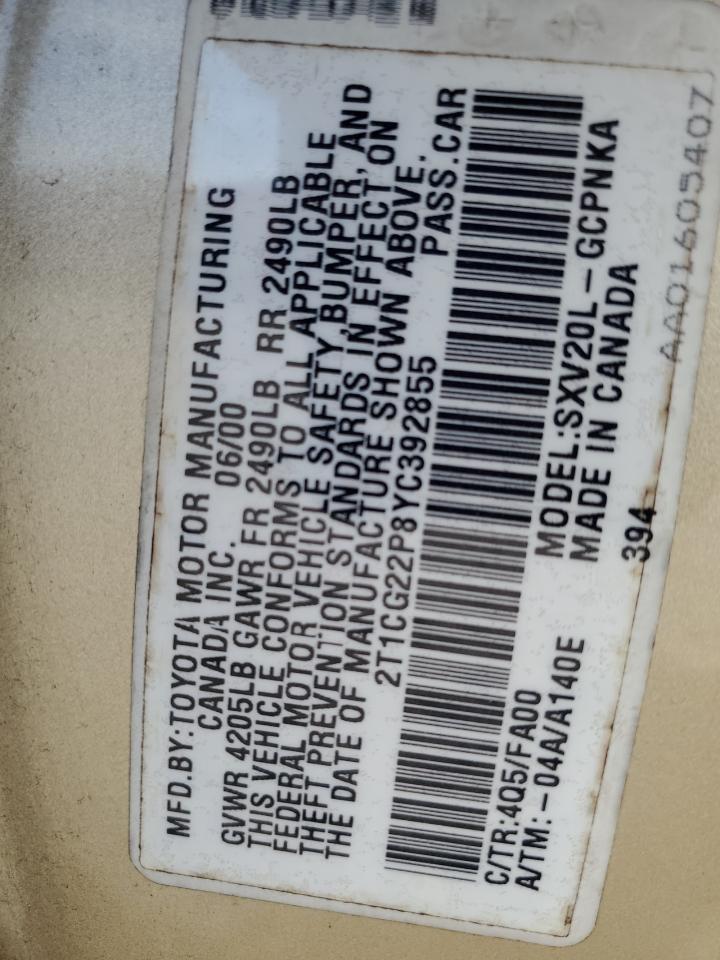 MFD.BY:TOYOTA MOTOR MANUFACTURING
CANADA INC. 06/00
GVWR 4205LB GAWR FR 2490LB RR 2490LB
THIS VEHICLE CONFORMS TO ALL APPLICABLE
FEDERAL MOTOR VEHICLE SAFETY,BUMPER, AND
THEFT PREVENTION STANDARDS IN EFFECT ON
THE DATE OF MANUFACTURE SHOWN ABOVE.
2T1CG22P8YC392855 PASS.CAR
C/TR:4Q5/FA00 MODEL:SXV20L-GCPNKA
A/TM:-04A/A140E MADE IN CANADA
394
AA01605407